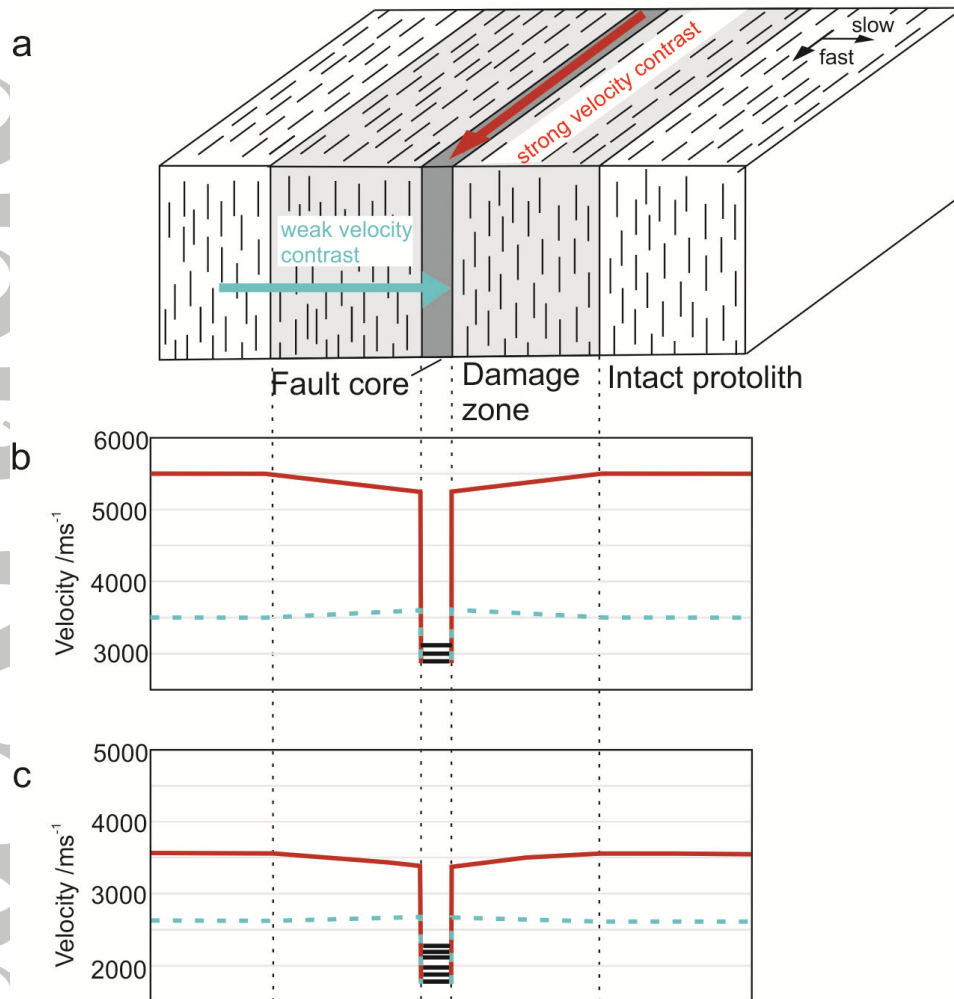 a
slow
fast
strong velocity contrast
weak velocity
contrast
Fault core
Damage
zone
Intact protolith
b
6000
5000
4000
3000
Velocity /ms⁻¹
c
5000
4000
3000
2000
Velocity /ms⁻¹